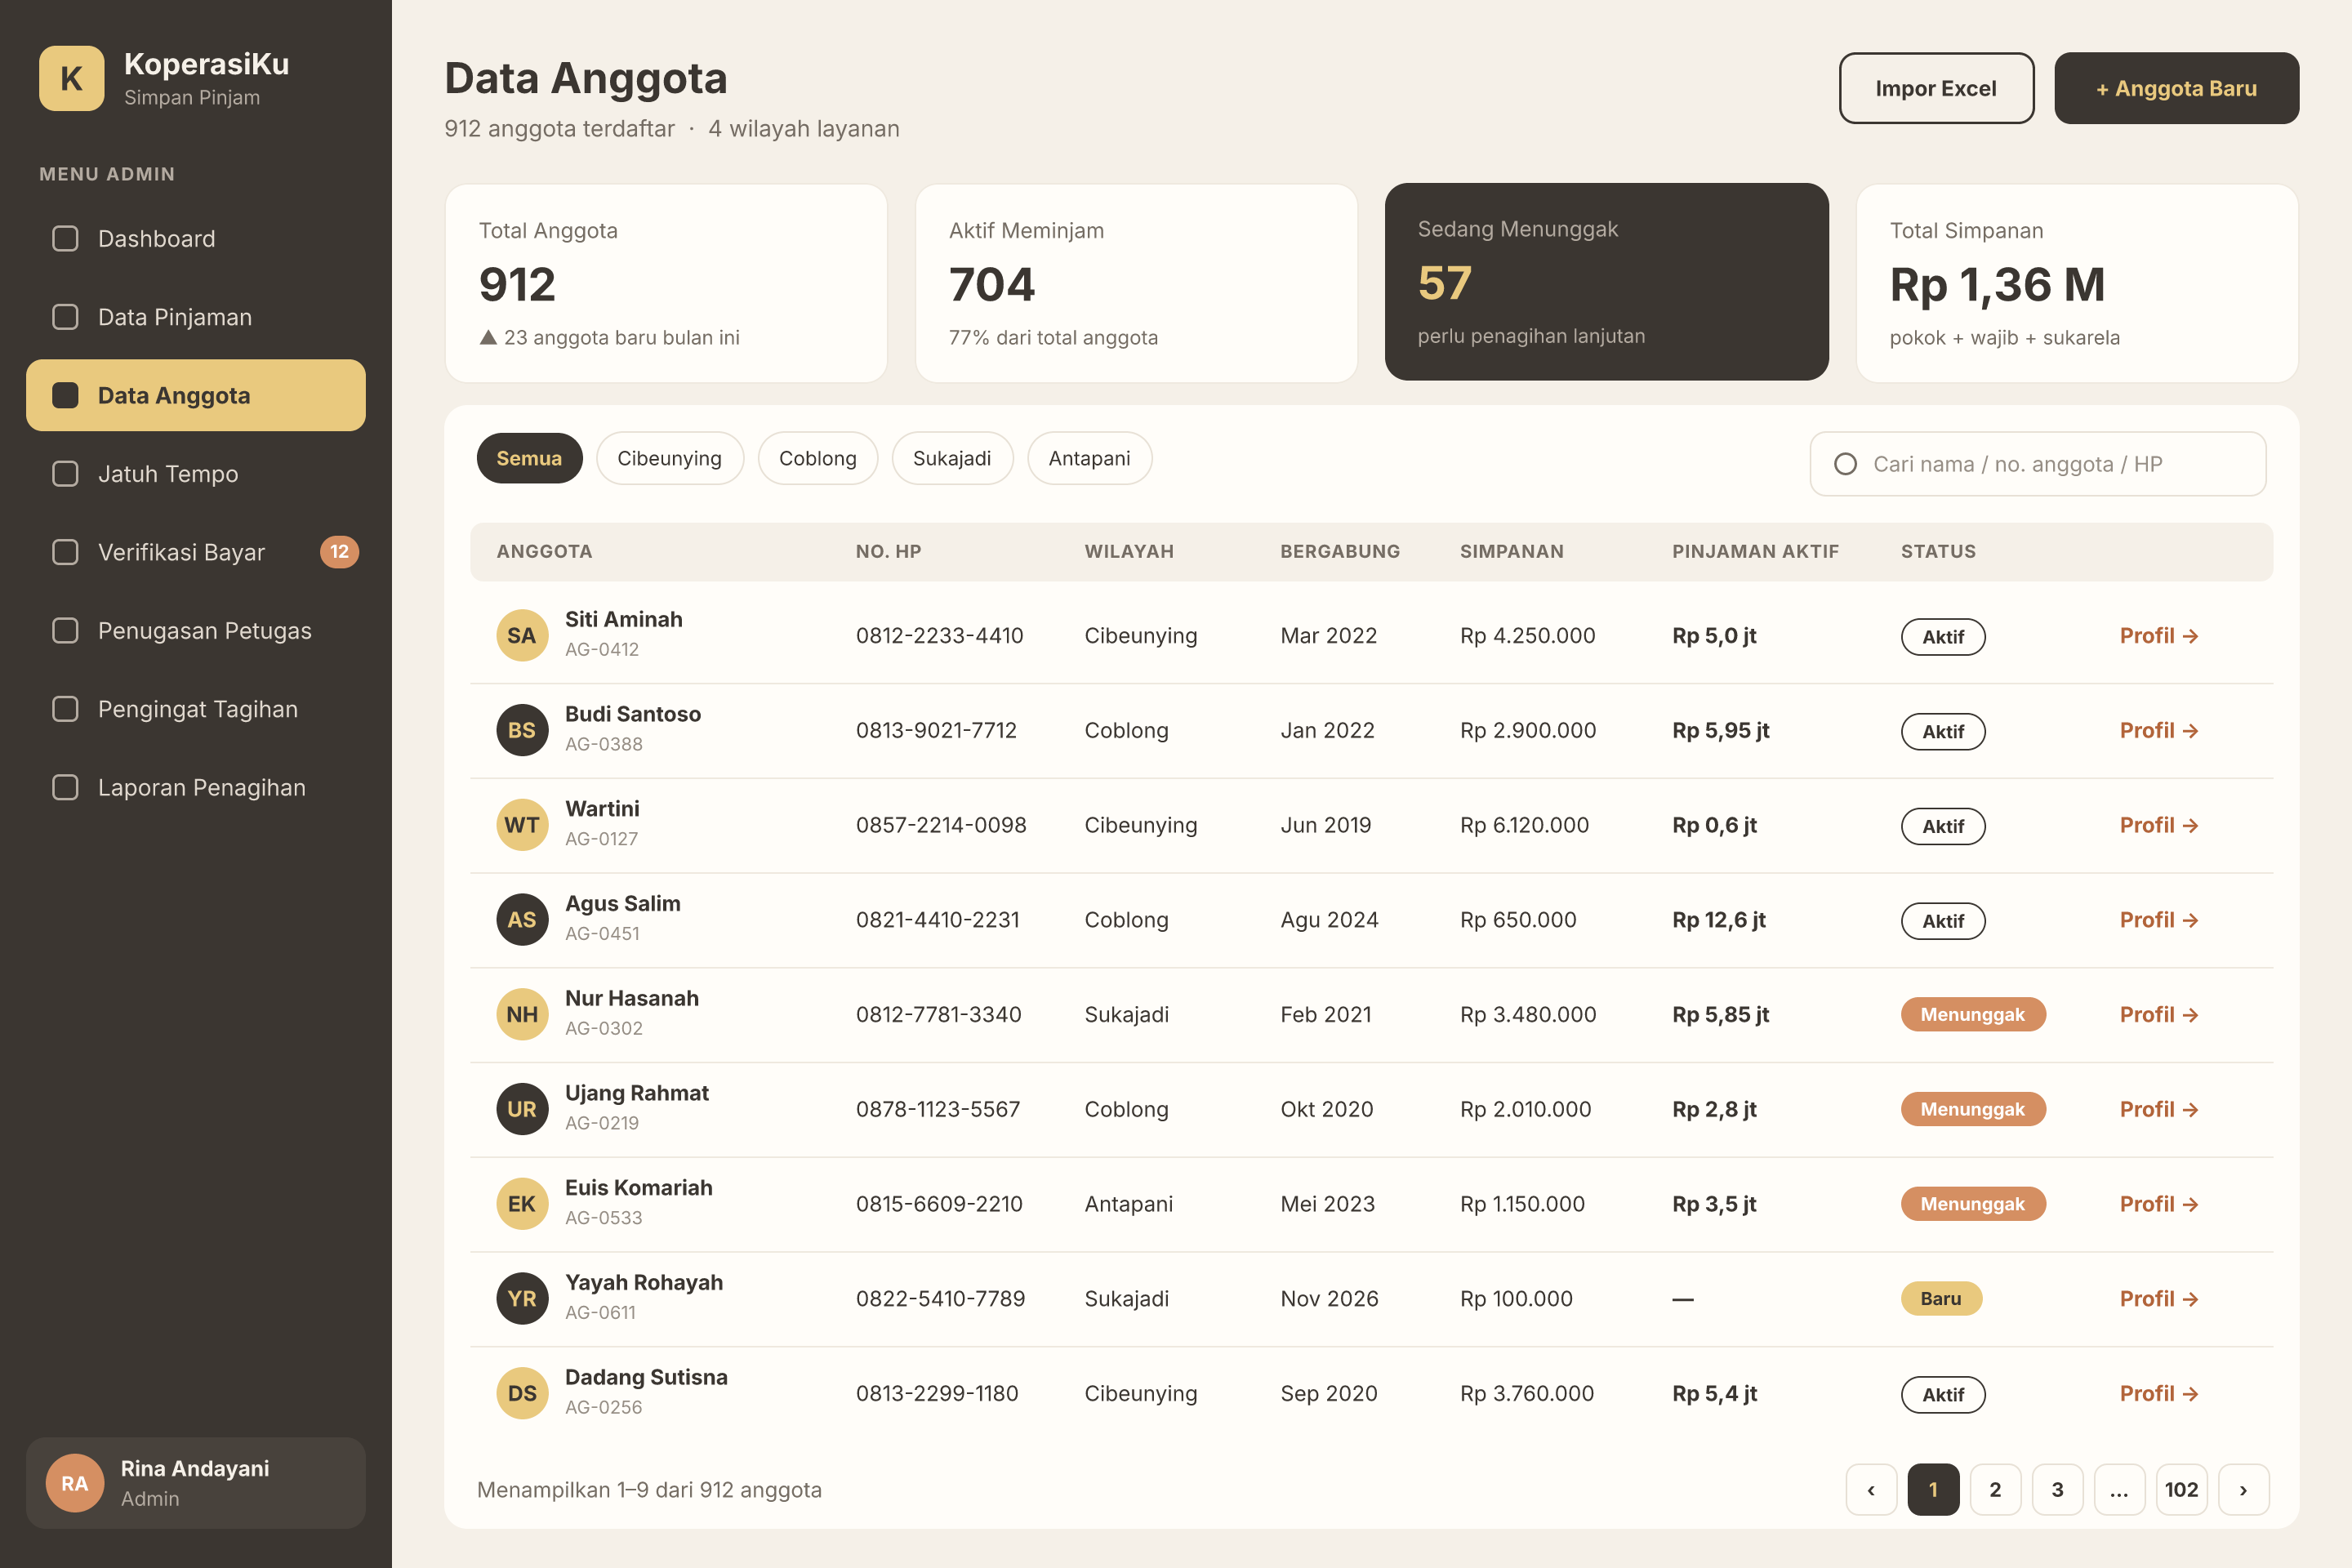 K
KoperasiKu
Simpan Pinjam
MENU ADMIN
Dashboard
Data Pinjaman
Data Anggota
Jatuh Tempo
Verifikasi Bayar 12
Penugasan Petugas
Pengingat Tagihan
Laporan Penagihan
RA
Rina Andayani
Admin
Data Anggota
912 anggota terdaftar · 4 wilayah layanan
Impor Excel
+ Anggota Baru
Total Anggota
912
▲ 23 anggota baru bulan ini
Aktif Meminjam
704
77% dari total anggota
Sedang Menunggak
57
perlu penagihan lanjutan
Total Simpanan
Rp 1,36 M
pokok + wajib + sukarela
Semua Cibeunying Coblong Sukajadi Antapani
Cari nama / no. anggota / HP
ANGGOTA NO. HP WILAYAH BERGABUNG SIMPANAN PINJAMAN AKTIF STATUS
SA Siti Aminah 0812-2233-4410 Cibeunying Mar 2022 Rp 4.250.000 Rp 5,0 jt Aktif Profil →
AG-0412
BS Budi Santoso 0813-9021-7712 Coblong Jan 2022 Rp 2.900.000 Rp 5,95 jt Aktif Profil →
AG-0388
WT Wartini 0857-2214-0098 Cibeunying Jun 2019 Rp 6.120.000 Rp 0,6 jt Aktif Profil →
AG-0127
AS Agus Salim 0821-4410-2231 Coblong Agu 2024 Rp 650.000 Rp 12,6 jt Aktif Profil →
AG-0451
NH Nur Hasanah 0812-7781-3340 Sukajadi Feb 2021 Rp 3.480.000 Rp 5,85 jt Menunggak Profil →
AG-0302
UR Ujang Rahmat 0878-1123-5567 Coblong Okt 2020 Rp 2.010.000 Rp 2,8 jt Menunggak Profil →
AG-0219
EK Euis Komariah 0815-6609-2210 Antapani Mei 2023 Rp 1.150.000 Rp 3,5 jt Menunggak Profil →
AG-0533
YR Yayah Rohayah 0822-5410-7789 Sukajadi Nov 2026 Rp 100.000 — Baru Profil →
AG-0611
DS Dadang Sutisna 0813-2299-1180 Cibeunying Sep 2020 Rp 3.760.000 Rp 5,4 jt Aktif Profil →
AG-0256
Menampilkan 1–9 dari 912 anggota
‹ 1 2 3 … 102 ›